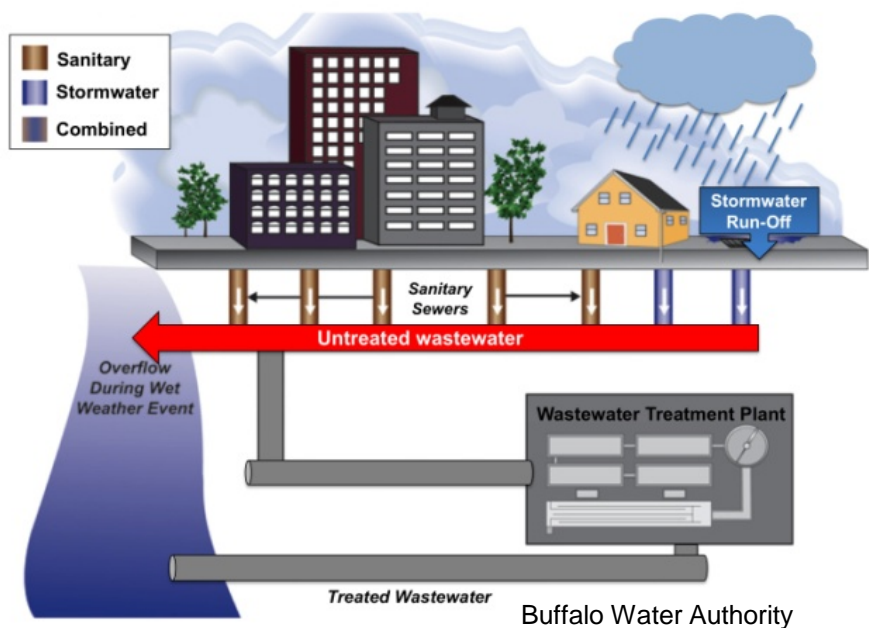 Sanitary
Stormwater
Combined
Stormwater
Run-Off
Sanitary
Sewers
Untreated wastewater
Overflow
During Wet
Weather Event
Wastewater Treatment Plant
Treated Wastewater
Buffalo Water Authority